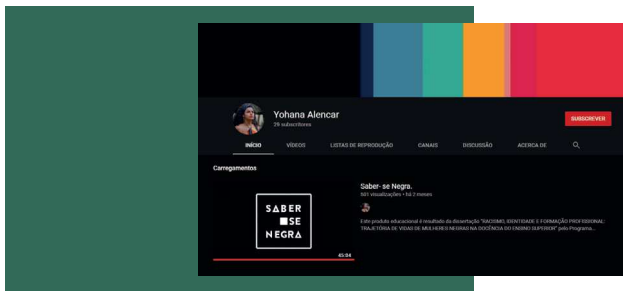 Yohana Alencar
29 subscritores
SUBSCREVER
INÍCIO VÍDEOS LISTAS DE REPRODUÇÃO CANAIS DISCUSSÃO ACERCA DE
Carregamentos
SABER
SE
NEGRA
45:04
Saber- se Negra.
601 visualizações • há 2 meses
Este produto educacional é resultado da dissertação "RACISMO, IDENTIDADE E FORMAÇÃO PROFISSIONAL:
TRAJETÓRIA DE VIDAS DE MULHERES NEGRAS NA DOCÊNCIA DO ENSINO SUPERIOR" pelo Programa...